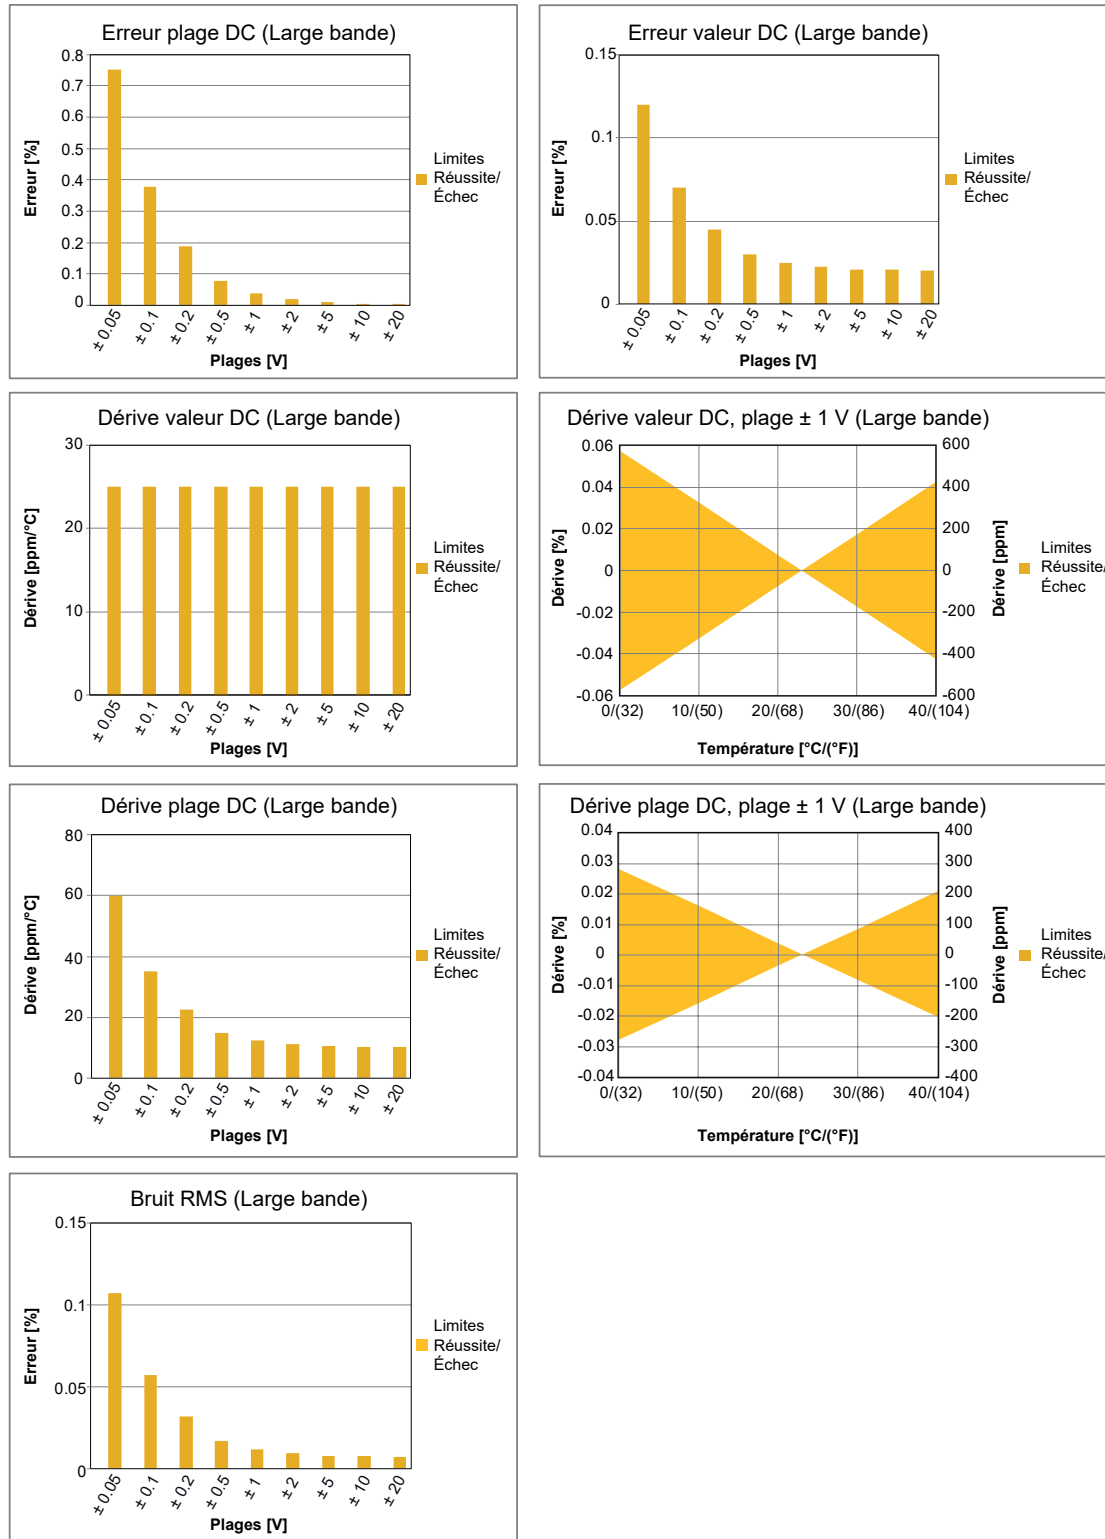 Erreur plage DC (Large bande)
0.8
0.7
0.6
0.5
0.4
0.3
0.2
0.1
0
Erreur [%]
± 0.05
± 0.1
± 0.2
± 0.5
± 1
± 2
± 5
± 10
± 20
Plages [V]
Limites
Réussite/
Échec
Erreur valeur DC (Large bande)
0.15
0.1
0.05
0
Erreur [%]
± 0.05
± 0.1
± 0.2
± 0.5
± 1
± 2
± 5
± 10
± 20
Plages [V]
Limites
Réussite/
Échec
Dérive valeur DC (Large bande)
30
20
10
0
Dérive [ppm/°C]
± 0.05
± 0.1
± 0.2
± 0.5
± 1
± 2
± 5
± 10
± 20
Plages [V]
Limites
Réussite/
Échec
Dérive valeur DC, plage ± 1 V (Large bande)
0.06
0.04
0.02
0
-0.02
-0.04
-0.06
Dérive [%]
600
400
200
0
-200
-400
-600
Dérive [ppm]
0/(32)
10/(50)
20/(68)
30/(86)
40/(104)
Température [°C/(°F)]
Limites
Réussite/
Échec
Dérive plage DC (Large bande)
80
60
40
20
0
Dérive [ppm/°C]
± 0.05
± 0.1
± 0.2
± 0.5
± 1
± 2
± 5
± 10
± 20
Plages [V]
Limites
Réussite/
Échec
Dérive plage DC, plage ± 1 V (Large bande)
0.04
0.03
0.02
0.01
0
-0.01
-0.02
-0.03
-0.04
Dérive [%]
400
300
200
100
0
-100
-200
-300
-400
Dérive [ppm]
0/(32)
10/(50)
20/(68)
30/(86)
40/(104)
Température [°C/(°F)]
Limites
Réussite/
Échec
Bruit RMS (Large bande)
0.15
0.1
0.05
0
Erreur [%]
± 0.05
± 0.1
± 0.2
± 0.5
± 1
± 2
± 5
± 10
± 20
Plages [V]
Limites
Réussite/
Échec